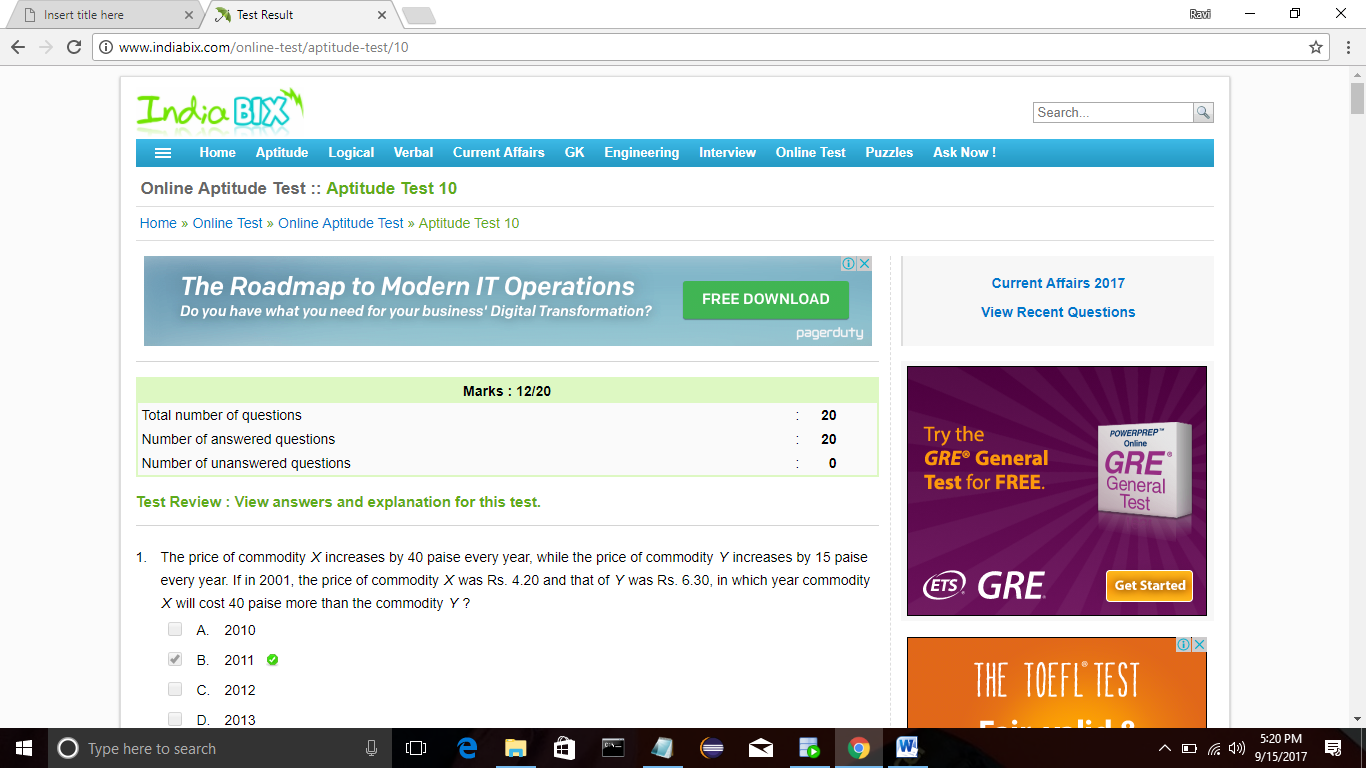 Insert title here
Test Result
Ravi
www.indiabix.com/online-test/aptitude-test/10
India BIX
Search...
Home Aptitude Logical Verbal Current Affairs GK Engineering Interview Online Test Puzzles Ask Now !
Online Aptitude Test :: Aptitude Test 10
Home » Online Test » Online Aptitude Test » Aptitude Test 10
The Roadmap to Modern IT Operations
Do you have what you need for your business' Digital Transformation?
FREE DOWNLOAD
pagerduty
Current Affairs 2017
View Recent Questions
Marks : 12/20
Total number of questions : 20
Number of answered questions : 20
Number of unanswered questions : 0
Test Review : View answers and explanation for this test.
1. The price of commodity X increases by 40 paise every year, while the price of commodity Y increases by 15 paise
every year. If in 2001, the price of commodity X was Rs. 4.20 and that of Y was Rs. 6.30, in which year commodity
X will cost 40 paise more than the commodity Y ?
A. 2010
B. 2011
C. 2012
D. 2013
Try the
GRE® General
Test for FREE.
POWERPREP™
Online
GRE®
General
Test
ETS GRE.
Get Started
THE TOEFL® TEST
Type here to search
5:20 PM
9/15/2017